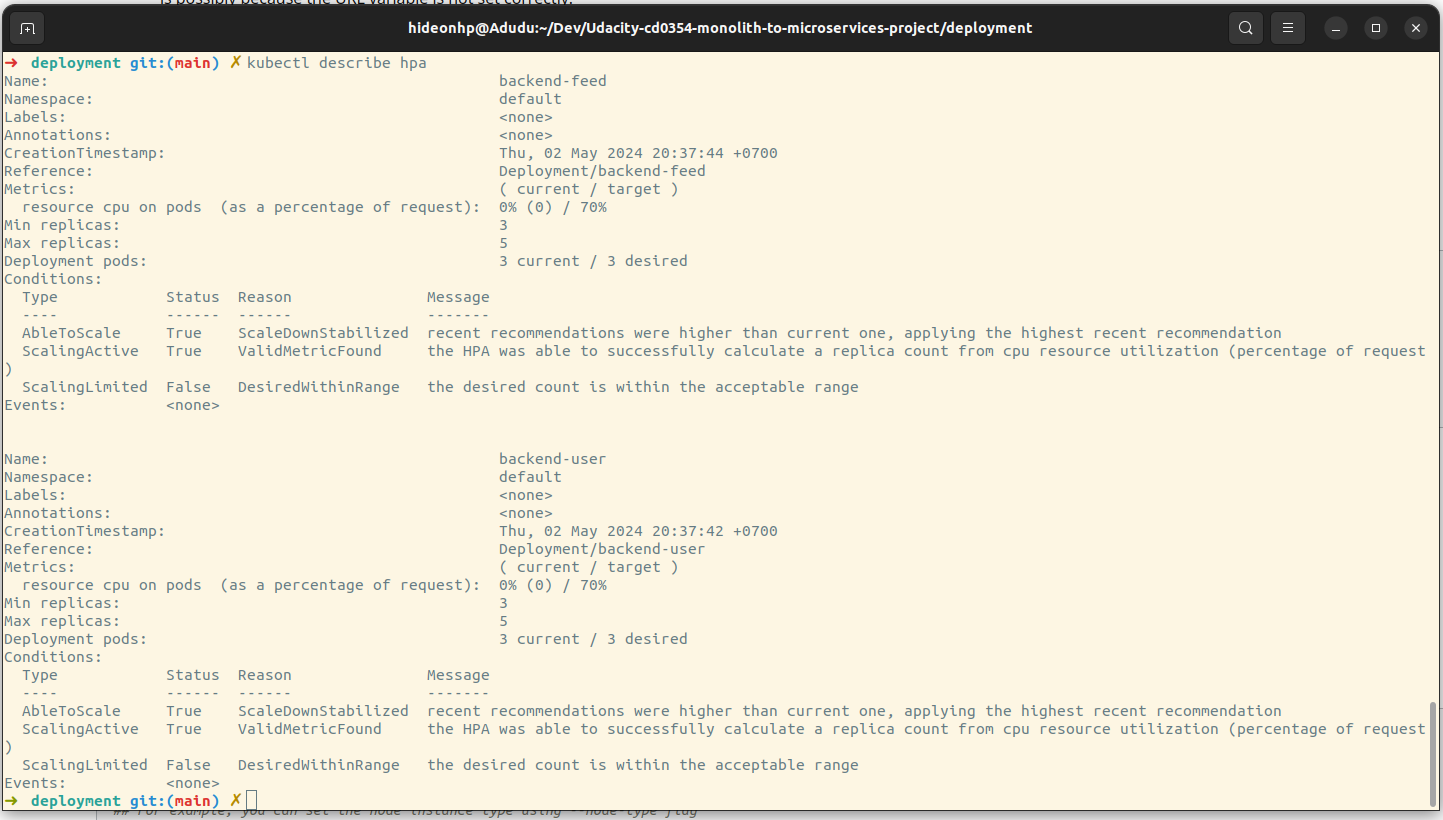 is possibly because the URL variable is not set correctly.
hideonhp@Adudu:~/Dev/Udacity-cd0354-monolith-to-microservices-project/deployment
➜  deployment git:(main) ✗ kubectl describe hpa
Name:                                                  backend-feed
Namespace:                                             default
Labels:                                                <none>
Annotations:                                           <none>
CreationTimestamp:                                     Thu, 02 May 2024 20:37:44 +0700
Reference:                                             Deployment/backend-feed
Metrics:                                               ( current / target )
  resource cpu on pods  (as a percentage of request):  0% (0) / 70%
Min replicas:                                          3
Max replicas:                                          5
Deployment pods:                                       3 current / 3 desired
Conditions:
  Type            Status  Reason               Message
  ----            ------  ------               -------
  AbleToScale     True    ScaleDownStabilized  recent recommendations were higher than current one, applying the highest recent recommendation
  ScalingActive   True    ValidMetricFound     the HPA was able to successfully calculate a replica count from cpu resource utilization (percentage of request
)
  ScalingLimited  False   DesiredWithinRange   the desired count is within the acceptable range
Events:           <none>
Name:                                                  backend-user
Namespace:                                             default
Labels:                                                <none>
Annotations:                                           <none>
CreationTimestamp:                                     Thu, 02 May 2024 20:37:42 +0700
Reference:                                             Deployment/backend-user
Metrics:                                               ( current / target )
  resource cpu on pods  (as a percentage of request):  0% (0) / 70%
Min replicas:                                          3
Max replicas:                                          5
Deployment pods:                                       3 current / 3 desired
Conditions:
  Type            Status  Reason               Message
  ----            ------  ------               -------
  AbleToScale     True    ScaleDownStabilized  recent recommendations were higher than current one, applying the highest recent recommendation
  ScalingActive   True    ValidMetricFound     the HPA was able to successfully calculate a replica count from cpu resource utilization (percentage of request
)
  ScalingLimited  False   DesiredWithinRange   the desired count is within the acceptable range
Events:           <none>
➜  deployment git:(main) ✗
## For example, you can set the node instance type using --node-type flag